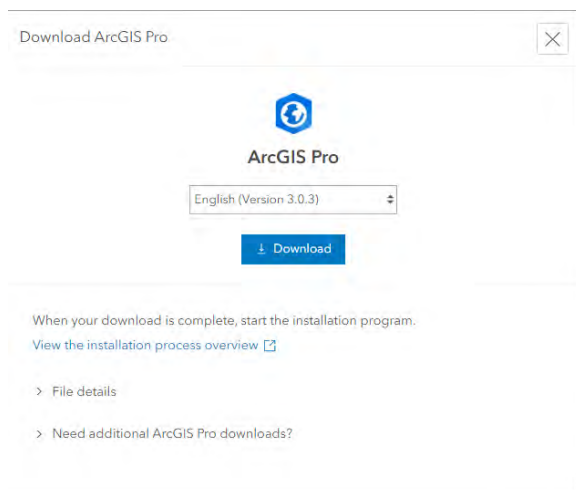 Download ArcGIS Pro
ArcGIS Pro
English (Version 3.0.3)
Download
When your download is complete, start the installation program.
View the installation process overview
File details
Need additional ArcGIS Pro downloads?